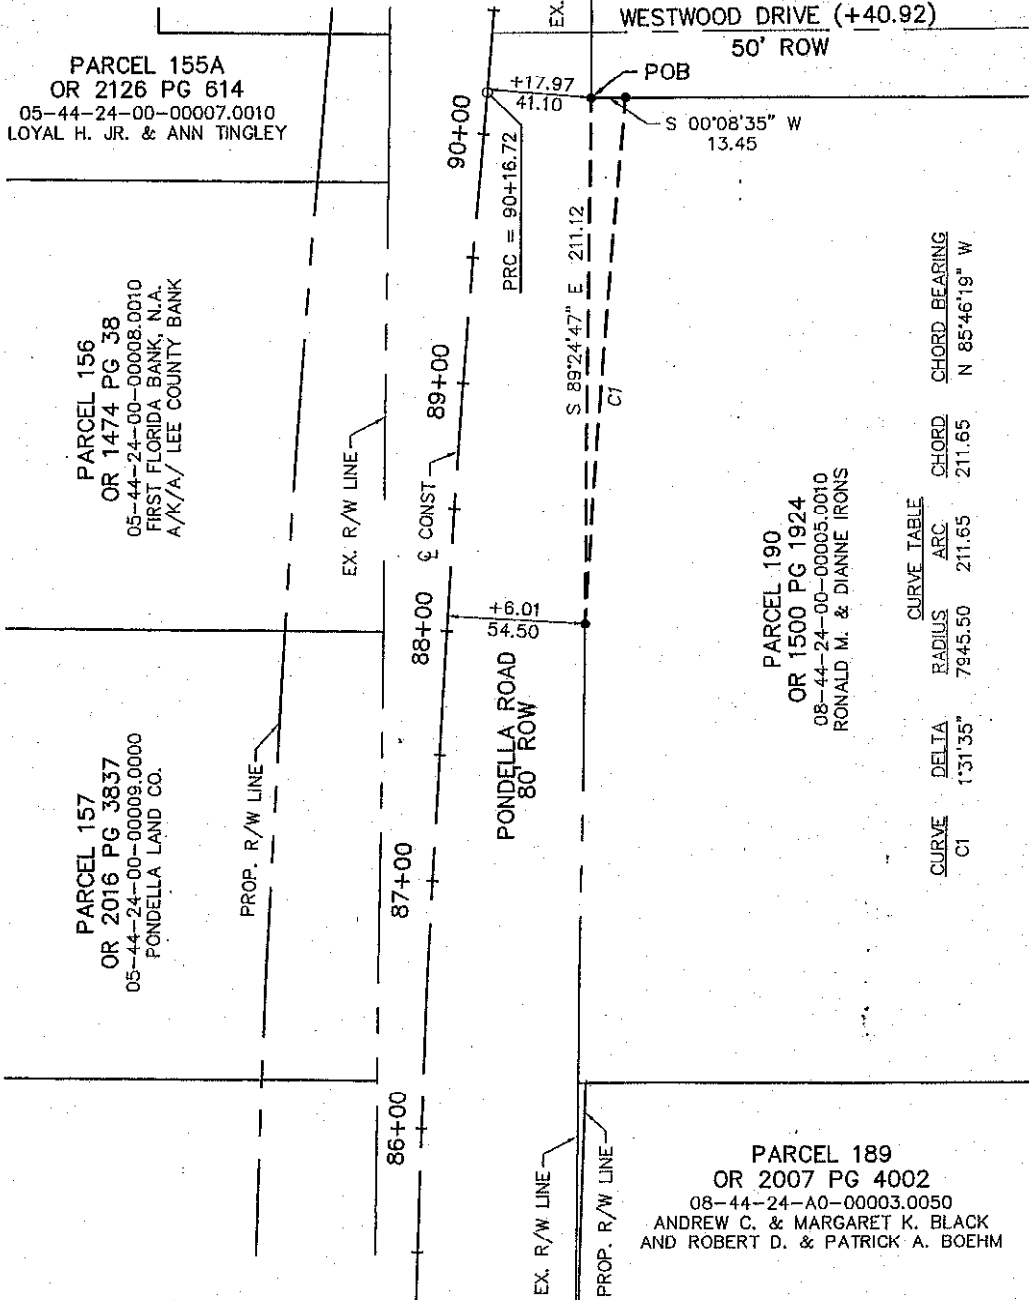 WESTWOOD DRIVE (+40.92)
50' ROW
EX.
PARCEL 155A
OR 2126 PG 614
05-44-24-00-00007.0010
LOYAL H. JR. & ANN TINGLEY
90+00
+17.97
41.10
POB
S 00°08'35" W
13.45
PRC = 90+16.72
S 89°24'47" E 211.12
C1
PARCEL 156
OR 1474 PG 38
05-44-24-00-00008.0010
FIRST FLORIDA BANK, N.A.
A/K/A/ LEE COUNTY BANK
EX. R/W LINE
89+00
℄ CONST
88+00
+6.01
54.50
PONDELLA ROAD
80' ROW
PARCEL 190
OR 1500 PG 1924
08-44-24-00-00005.0010
RONALD M. & DIANNE IRONS
CURVE TABLE
CURVE DELTA RADIUS ARC CHORD CHORD BEARING
C1 1°31'35" 7945.50 211.65 211.65 N 85°46'19" W
PARCEL 157
OR 2016 PG 3837
05-44-24-00-00009.0000
PONDELLA LAND CO.
PROP. R/W LINE
87+00
86+00
EX. R/W LINE
PROP. R/W LINE
PARCEL 189
OR 2007 PG 4002
08-44-24-A0-00003.0050
ANDREW C. & MARGARET K. BLACK
AND ROBERT D. & PATRICK A. BOEHM